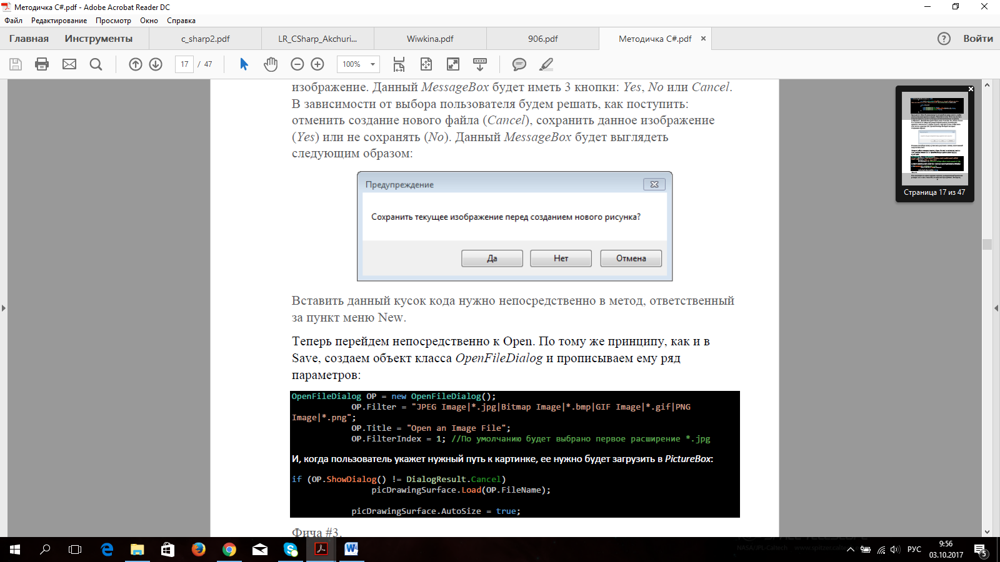 Методичка C#.pdf - Adobe Acrobat Reader DC
Файл Редактирование Просмотр Окно Справка
Главная Инструменты c_sharp2.pdf LR_CSharp_Akchuri... Wiwkina.pdf 906.pdf Методичка C#.pdf × Войти
17 / 47 100%
изображение. Данный MessageBox будет иметь 3 кнопки: Yes, No или Cancel.
В зависимости от выбора пользователя будем решать, как поступить:
отменить создание нового файла (Cancel), сохранить данное изображение
(Yes) или не сохранять (No). Данный MessageBox будет выглядеть
следующим образом:
Предупреждение
Сохранить текущее изображение перед созданием нового рисунка?
Да Нет Отмена
Вставить данный кусок кода нужно непосредственно в метод, ответственный
за пункт меню New.
Теперь перейдем непосредственно к Open. По тому же принципу, как и в
Save, создаем объект класса OpenFileDialog и прописываем ему ряд
параметров:
OpenFileDialog OP = new OpenFileDialog();
OP.Filter = "JPEG Image|*.jpg|Bitmap Image|*.bmp|GIF Image|*.gif|PNG
Image|*.png";
OP.Title = "Open an Image File";
OP.FilterIndex = 1; //По умолчанию будет выбрано первое расширение *.jpg
И, когда пользователь укажет нужный путь к картинке, ее нужно будет загрузить в PictureBox:
if (OP.ShowDialog() != DialogResult.Cancel)
picDrawingSurface.Load(OP.FileName);
picDrawingSurface.AutoSize = true;
Фича #3.
Страница 17 из 47
РУС
9:56
03.10.2017
5